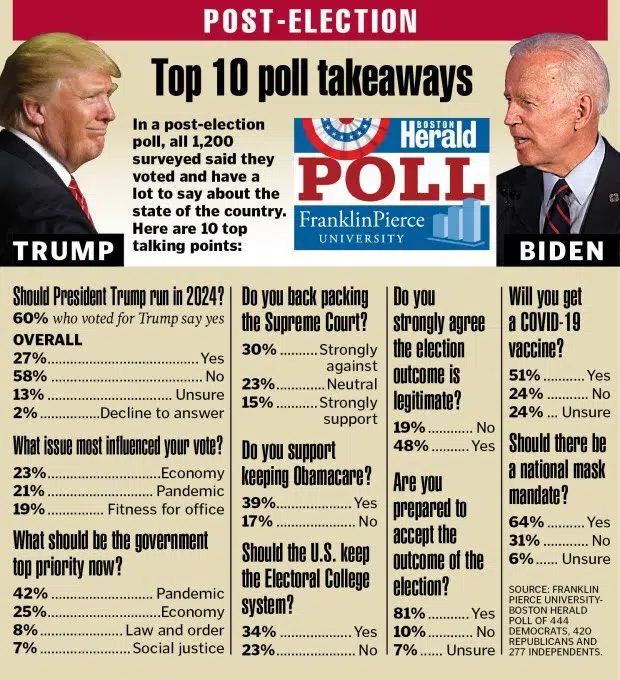 POST-ELECTION
Top 10 poll takeaways
In a post-election
poll, all 1,200
surveyed said they
voted and have a
lot to say about the
state of the country.
Here are 10 top
talking points:
BOSTON
Herald
POLL
FranklinPierce
UNIVERSITY
TRUMP
BIDEN
Should President Trump run in 2024?
60% who voted for Trump say yes
OVERALL
27%.......................................Yes
58%.......................................No
13%.............................. Unsure
2%..............Decline to answer
What issue most influenced your vote?
23%..............................Economy
21%............................. Pandemic
19%............... Fitness for office
What should be the government
top priority now?
42%............................. Pandemic
25%..............................Economy
8%......................Law and order
7%........................Social justice
Do you back packing
the Supreme Court?
30%..........Strongly
against
23%.............Neutral
15%............Strongly
support
Do you support
keeping Obamacare?
39%....................Yes
17%..................... No
Should the U.S. keep
the Electoral College
system?
34%.................... Yes
23%..................... No
Do you
strongly agree
the election
outcome is
legitimate?
19%............ No
48%........... Yes
Are you
prepared to
accept the
outcome of the
election?
81%............ Yes
10%............ No
7%...... Unsure
Will you get
a COVID-19
vaccine?
51%........... Yes
24%........... No
24%... Unsure
Should there be
a national mask
mandate?
64%.......... Yes
31%............ No
6%...... Unsure
SOURCE: FRANKLIN
PIERCE UNIVERSITY-
BOSTON HERALD
POLL OF 444
DEMOCRATS, 420
REPUBLICANS AND
277 INDEPENDENTS.